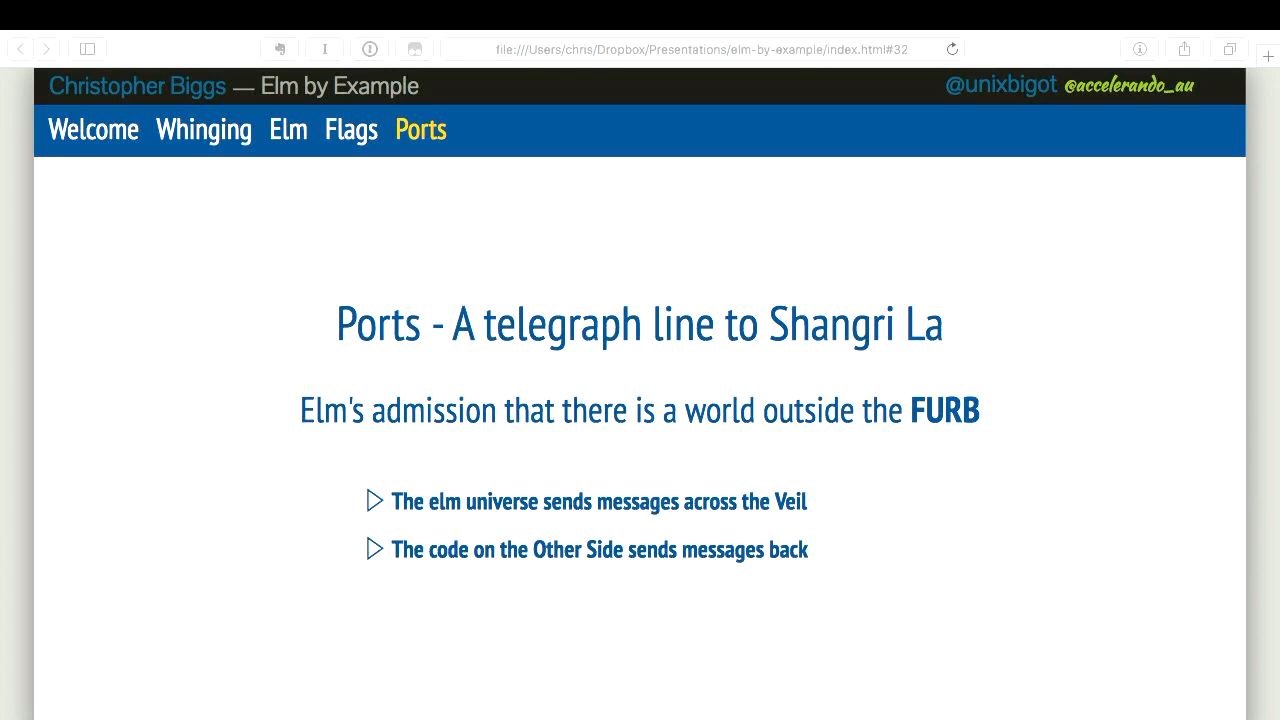 file:///Users/chris/Dropbox/Presentations/elm-by-example/index.html#32
Christopher Biggs — Elm by Example
@unixbigot @accelerando_au
Welcome Whinging Elm Flags Ports
Ports - A telegraph line to Shangri La
Elm's admission that there is a world outside the FURB
The elm universe sends messages across the Veil
The code on the Other Side sends messages back